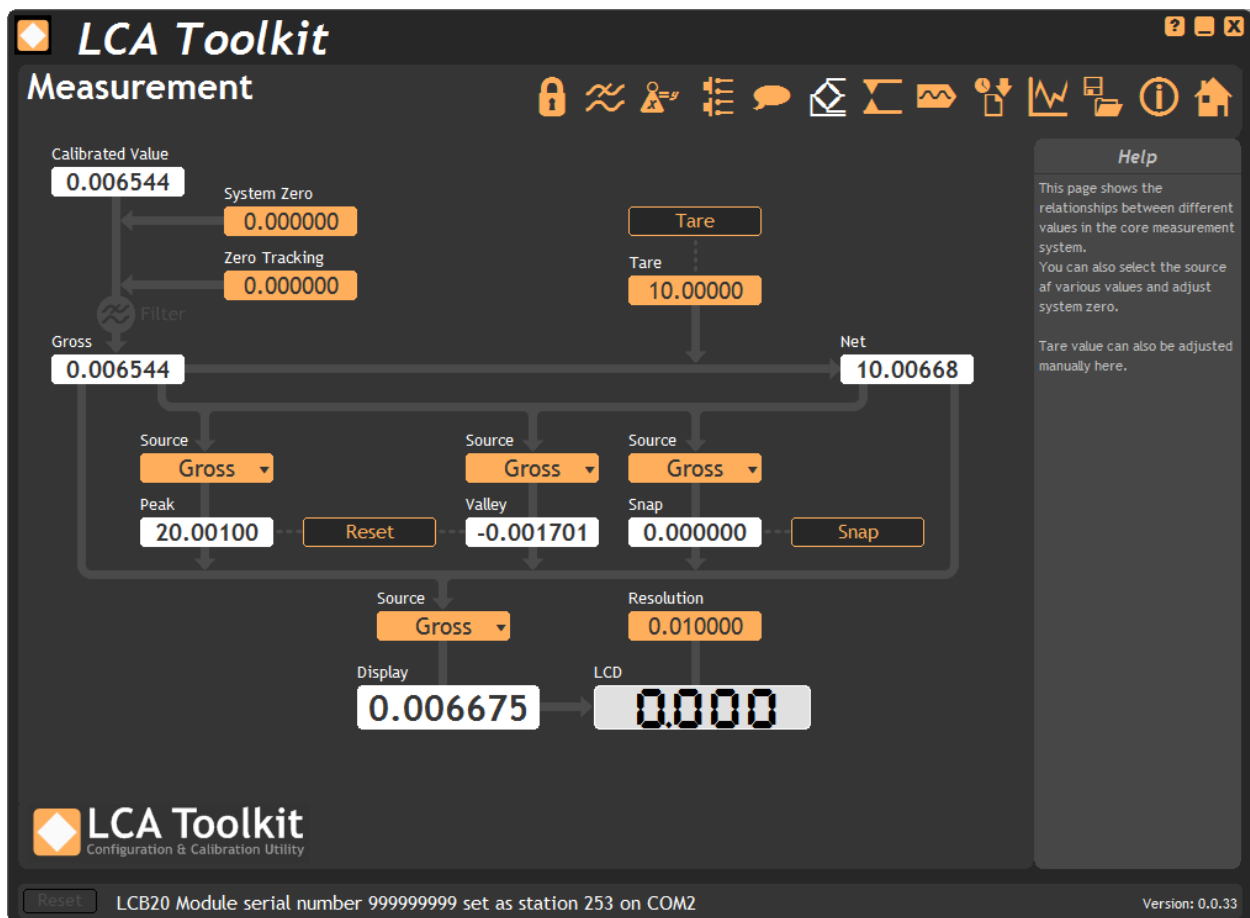 LCA Toolkit
Measurement
Help
This page shows the
relationships between different
values in the core measurement
system.
You can also select the source
af various values and adjust
system zero.
Tare value can also be adjusted
manually here.
Calibrated Value
0.006544
System Zero
0.000000
Tare
Zero Tracking
0.000000
Tare
10.00000
Filter
Gross
0.006544
Net
10.00668
Source
Source
Source
Gross
Gross
Gross
Peak
Valley
Snap
20.00100
Reset
-0.001701
0.000000
Snap
Source
Gross
Resolution
0.010000
Display
0.006675
LCD
0.000
LCA Toolkit
Configuration & Calibration Utility
Reset
LCB20 Module serial number 999999999 set as station 253 on COM2
Version: 0.0.33